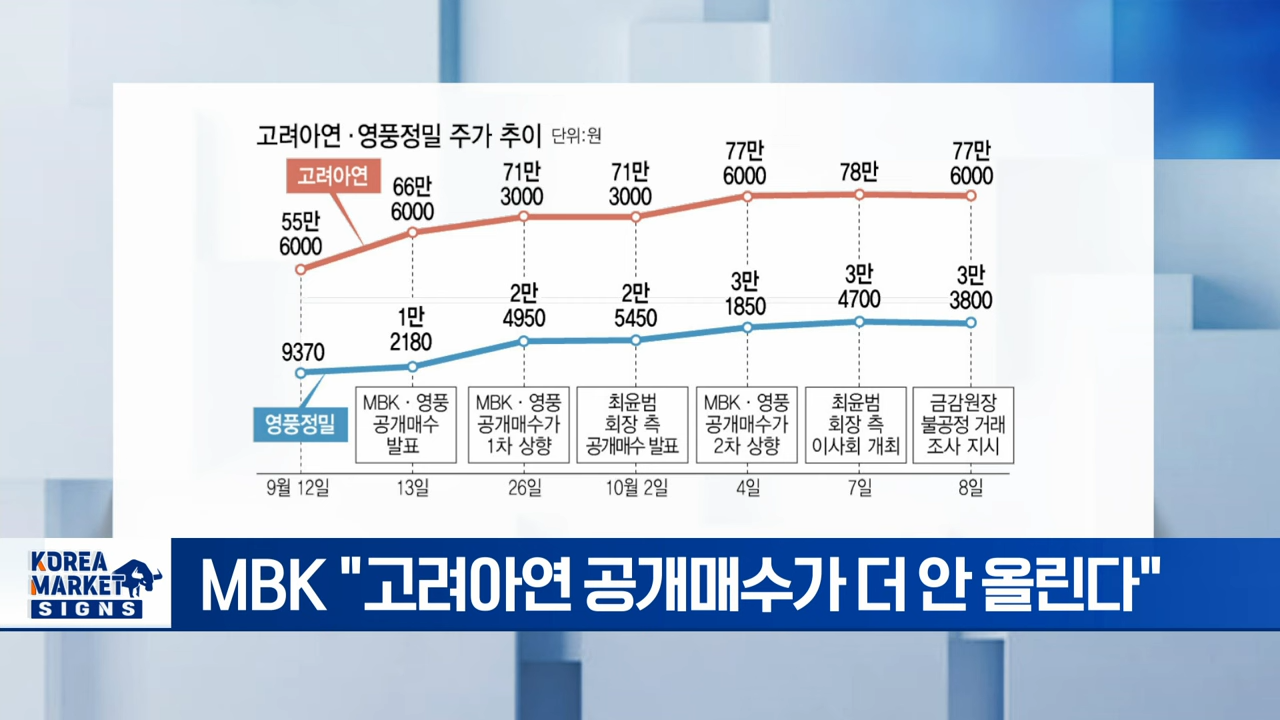 고려아연·영풍정밀 주가 추이 단위:원
고려아연
55만
6000
66만
6000
71만
3000
71만
3000
77만
6000
78만
77만
6000
9370
1만
2180
2만
4950
2만
5450
3만
1850
3만
4700
3만
3800
영풍정밀
MBK·영풍
공개매수
발표
MBK·영풍
공개매수가
1차 상향
최윤범
회장 측
공개매수 발표
MBK·영풍
공개매수가
2차 상향
최윤범
회장 측
이사회 개최
금감원장
불공정 거래
조사 지시
9월 12일
13일
26일
10월 2일
4일
7일
8일
KOREA
MARKET
SIGNS
MBK "고려아연 공개매수가 더 안 올린다"